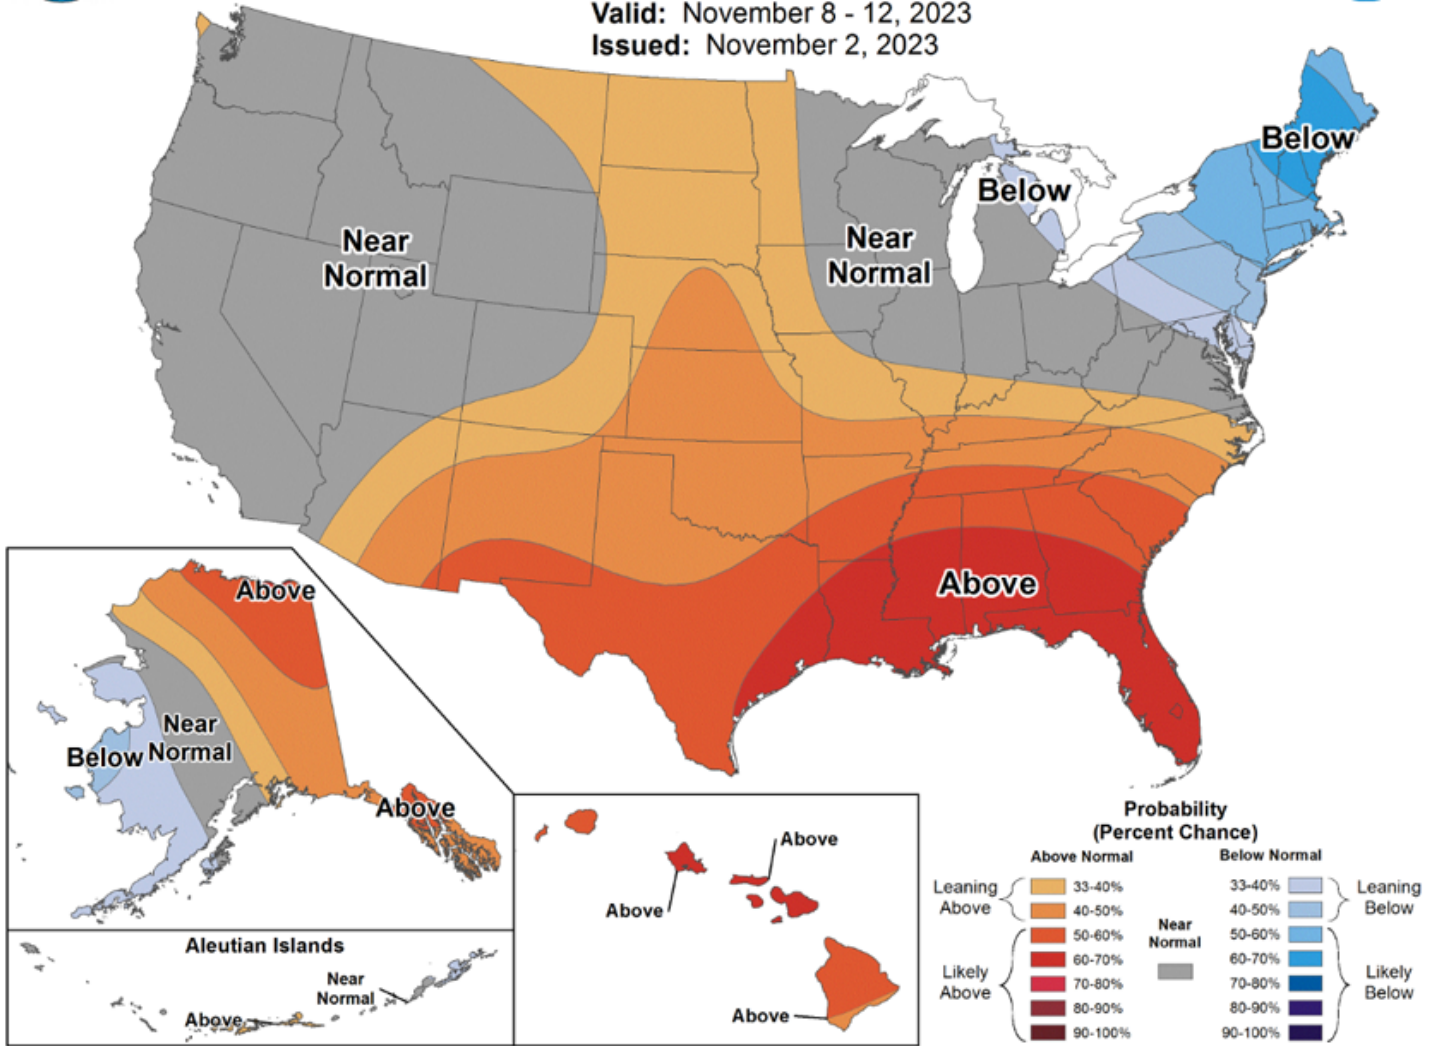 Valid: November 8 - 12, 2023
Issued: November 2, 2023
Below
Below
Near
Normal
Near
Normal
Above
Above
Near
Normal
Below
Above
Aleutian Islands
Near
Normal
Above
Above
Above
Above
Probability
(Percent Chance)
Above Normal
Below Normal
Leaning
Above
33-40%
40-50%
Likely
Above
50-60%
60-70%
70-80%
80-90%
90-100%
Near
Normal
33-40%
40-50%
Leaning
Below
50-60%
60-70%
70-80%
80-90%
90-100%
Likely
Below